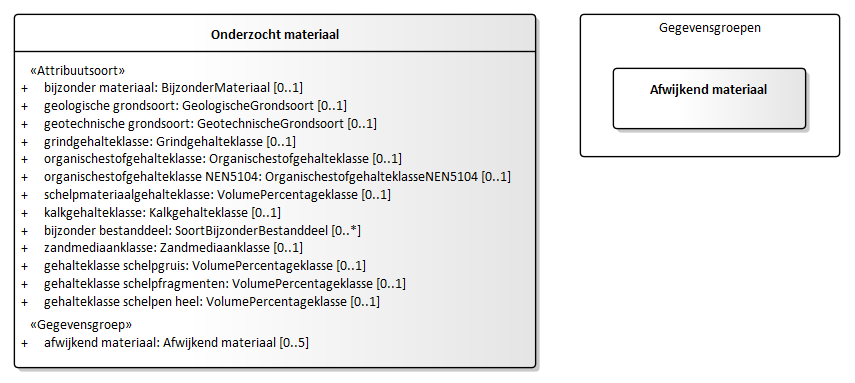 Onderzocht materiaal
«Attribuutsoort»
+ bijzonder materiaal: BijzonderMateriaal [0..1]
+ geologische grondsoort: GeologischeGrondsoort [0..1]
+ geotechnische grondsoort: GeotechnischeGrondsoort [0..1]
+ grindgehalteklasse: Grindgehalteklasse [0..1]
+ organischestofgehalteklasse: Organischestofgehalteklasse [0..1]
+ organischestofgehalteklasse NEN5104: OrganischestofgehalteklasseNEN5104 [0..1]
+ schelpmateriaalgehalteklasse: VolumePercentageklasse [0..1]
+ kalkgehalteklasse: Kalkgehalteklasse [0..1]
+ bijzonder bestanddeel: SoortBijzonderBestanddeel [0..*]
+ zandmediaanklasse: Zandmediaanklasse [0..1]
+ gehalteklasse schelpgruis: VolumePercentageklasse [0..1]
+ gehalteklasse schelpfragmenten: VolumePercentageklasse [0..1]
+ gehalteklasse schelpen heel: VolumePercentageklasse [0..1]
«Gegevensgroep»
+ afwijkend materiaal: Afwijkend materiaal [0..5]
Gegevensgroepen
Afwijkend materiaal